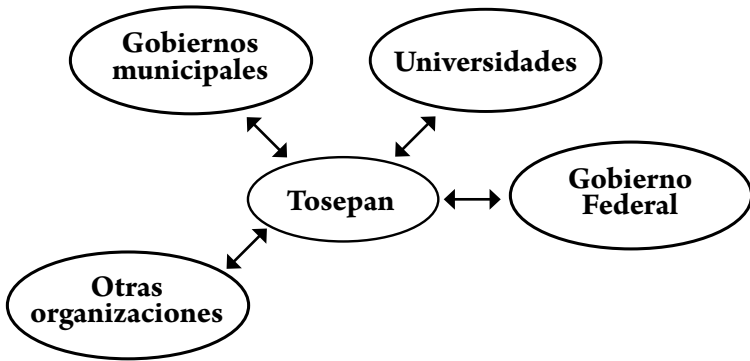 Gobiernos
municipales
Universidades
Tosepan
Gobierno
Federal
Otras
organizaciones